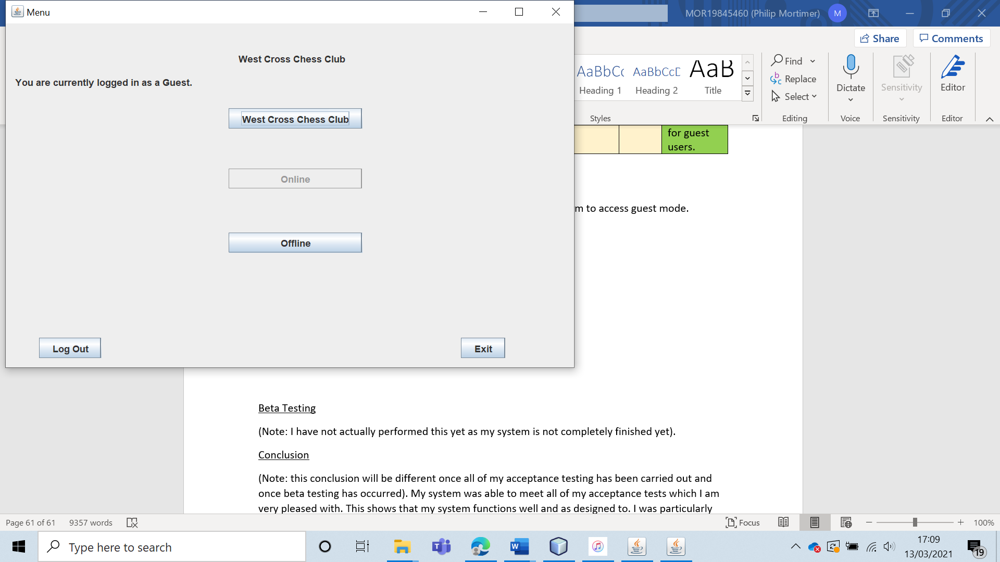 Menu
MOR19845460 (Philip Mortimer)
M
Share
Comments
West Cross Chess Club
You are currently logged in as a Guest.
West Cross Chess Club
Online
Offline
Log Out
Exit
AaBbCc
AaBbCcD
AaB
Heading 1
Heading 2
Title
Styles
Find
Replace
Select
Editing
Dictate
Voice
Sensitivity
Sensitivity
Editor
Editor
for guest
users.
m to access guest mode.
Beta Testing
(Note: I have not actually performed this yet as my system is not completely finished yet).
Conclusion
(Note: this conclusion will be different once all of my acceptance testing has been carried out and
once beta testing has occurred). My system was able to meet all of my acceptance tests which I am
very pleased with. This shows that my system functions well and as designed to. I was particularly
Page 61 of 61
9357 words
Focus
100%
Type here to search
17:09
13/03/2021
19